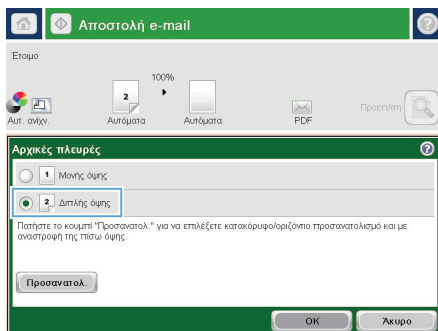 Αποστολή e-mail
Έτοιμο
100%
2
Αυτ. ανίχν.
Αυτόματα
Αυτόματα
PDF
Προεπ/ση
Αρχικές πλευρές
1 Μονής όψης
2 Διπλής όψης
Πατήστε το κουμπί "Προσανατολ." για να επιλέξετε κατακόρυφο/οριζόντιο προσανατολισμό και με
αναστροφή της πίσω όψης.
Προσανατολ.
OK
Άκυρο